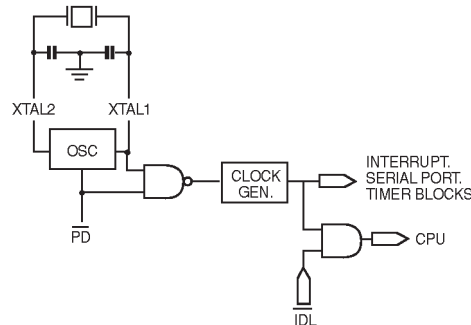 XTAL2
XTAL1
OSC
INTERRUPT.
SERIAL PORT.
TIMER BLOCKS
CLOCK
GEN.
CPU
PD
IDL